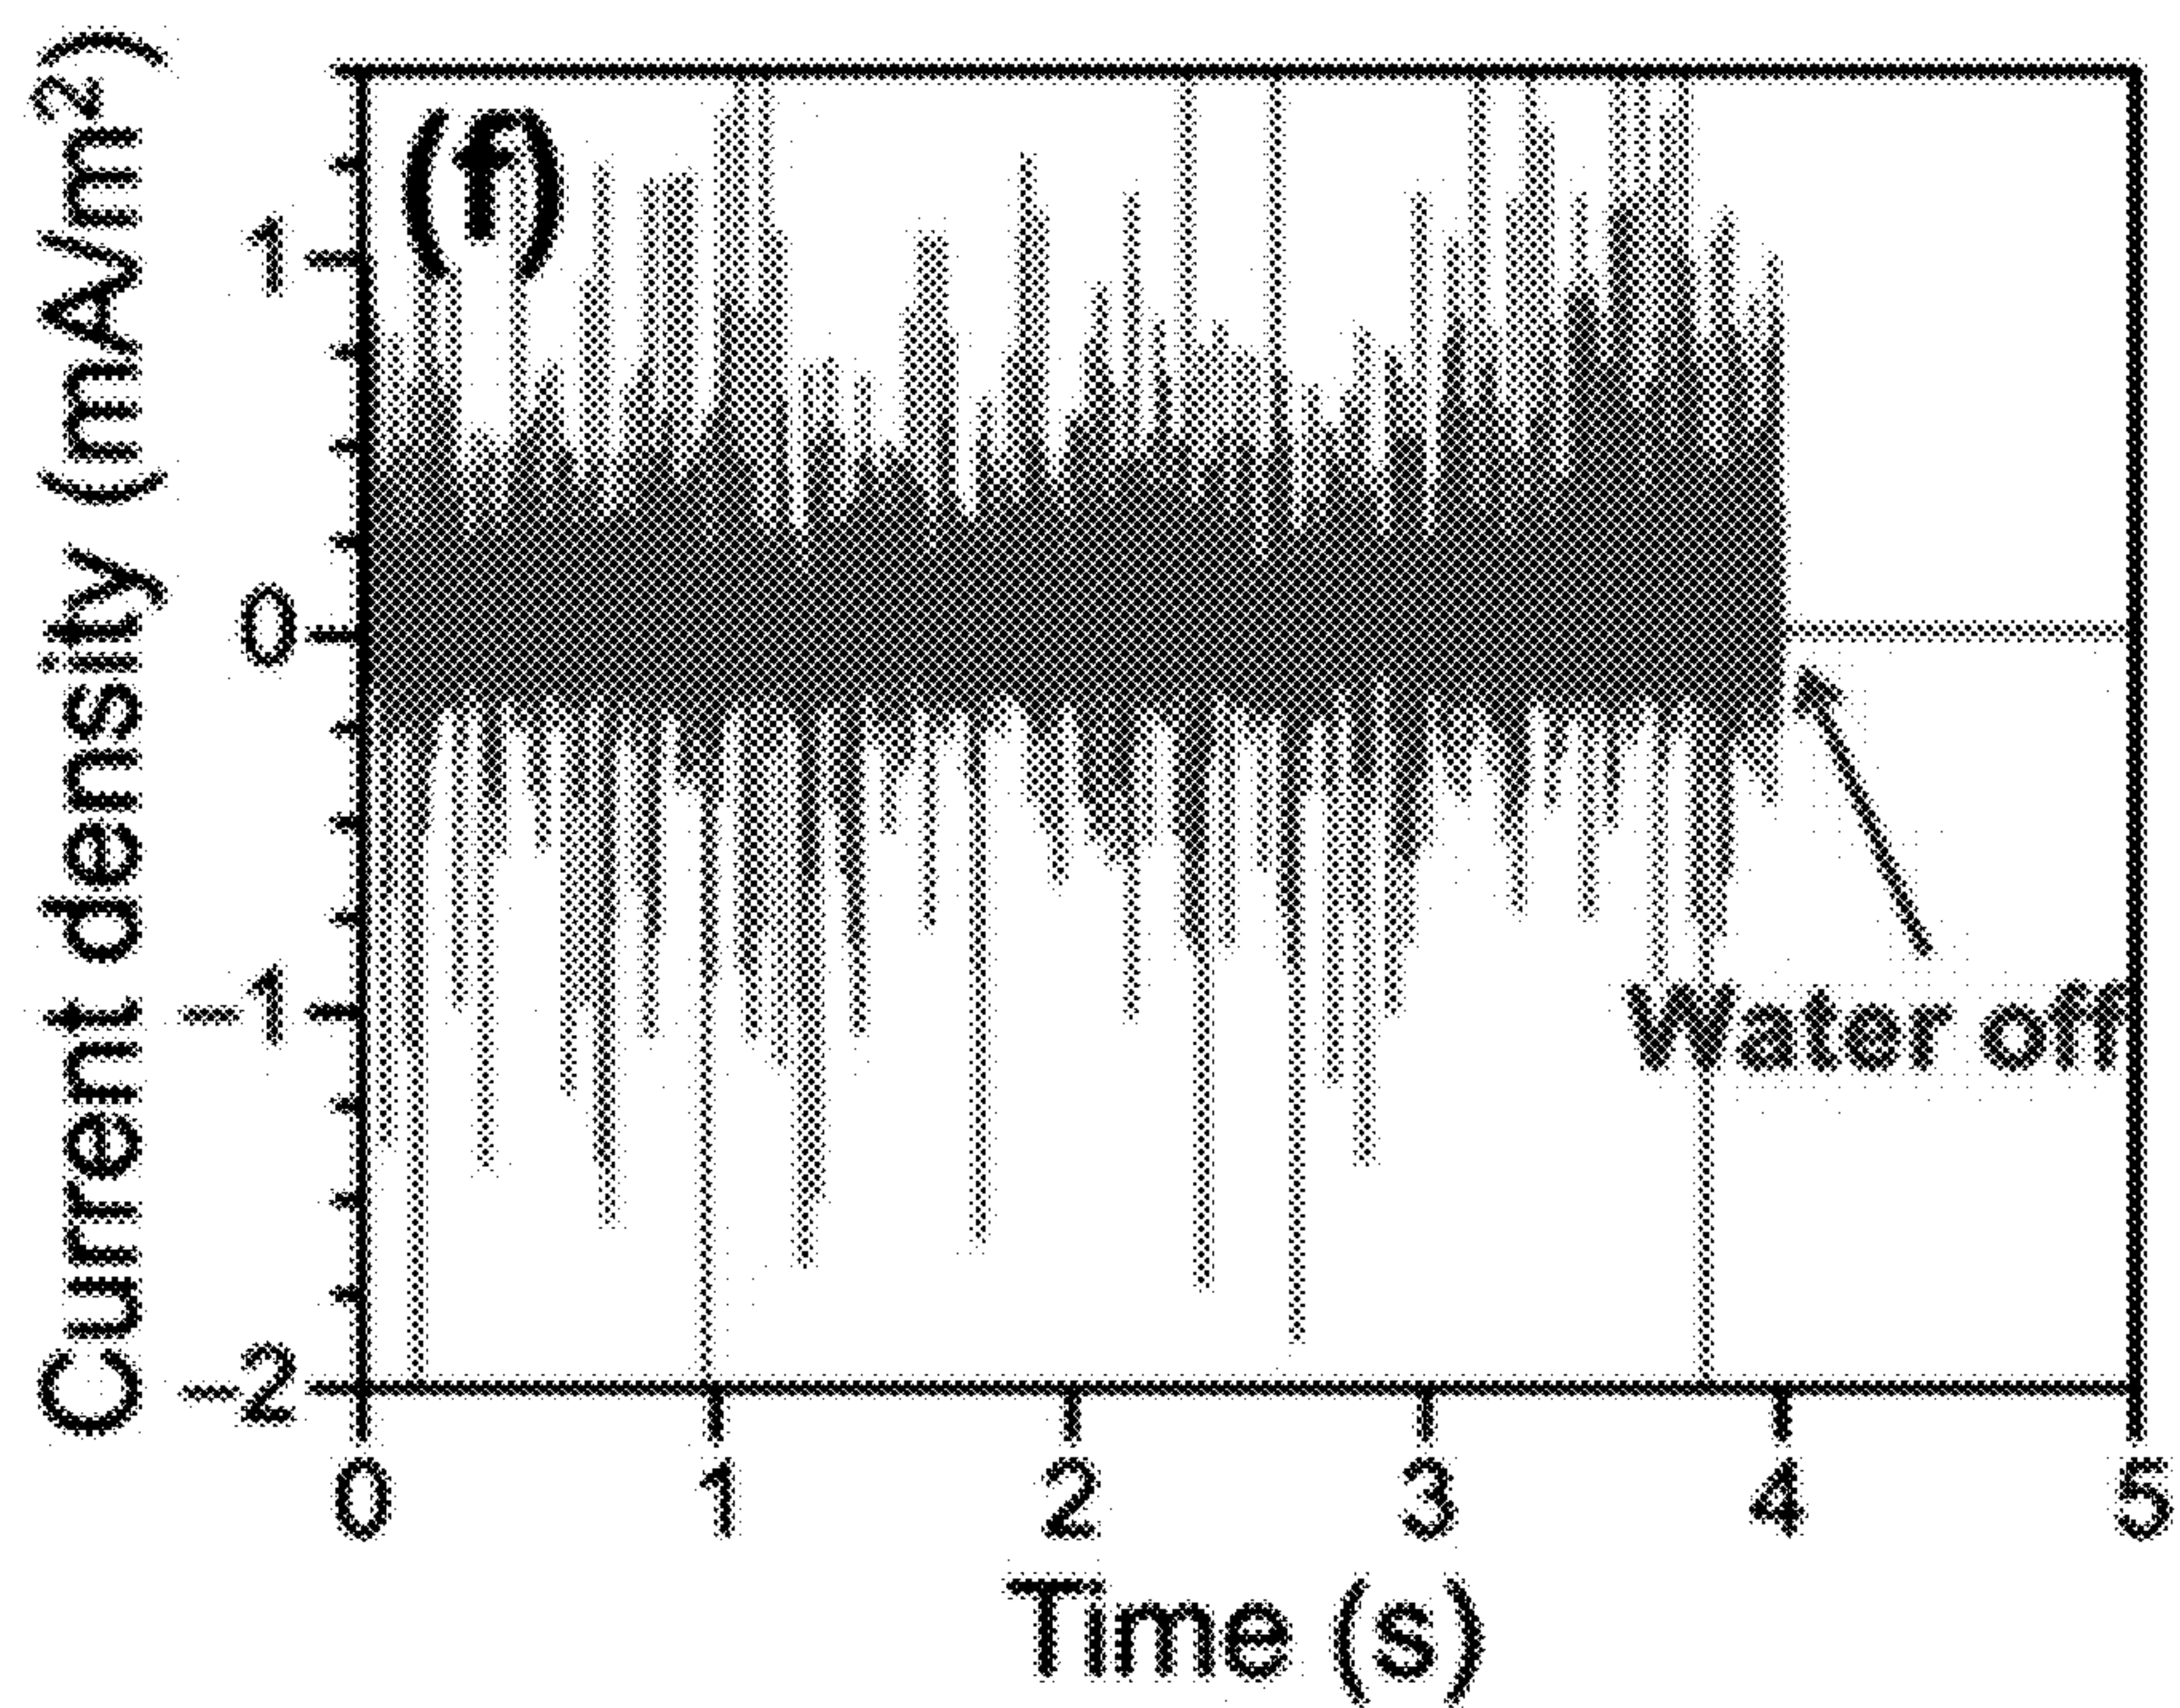 Current density (mA/m²)
(f)
1
0
−1
−2
Water off
0 1 2 3 4 5
Time (s)